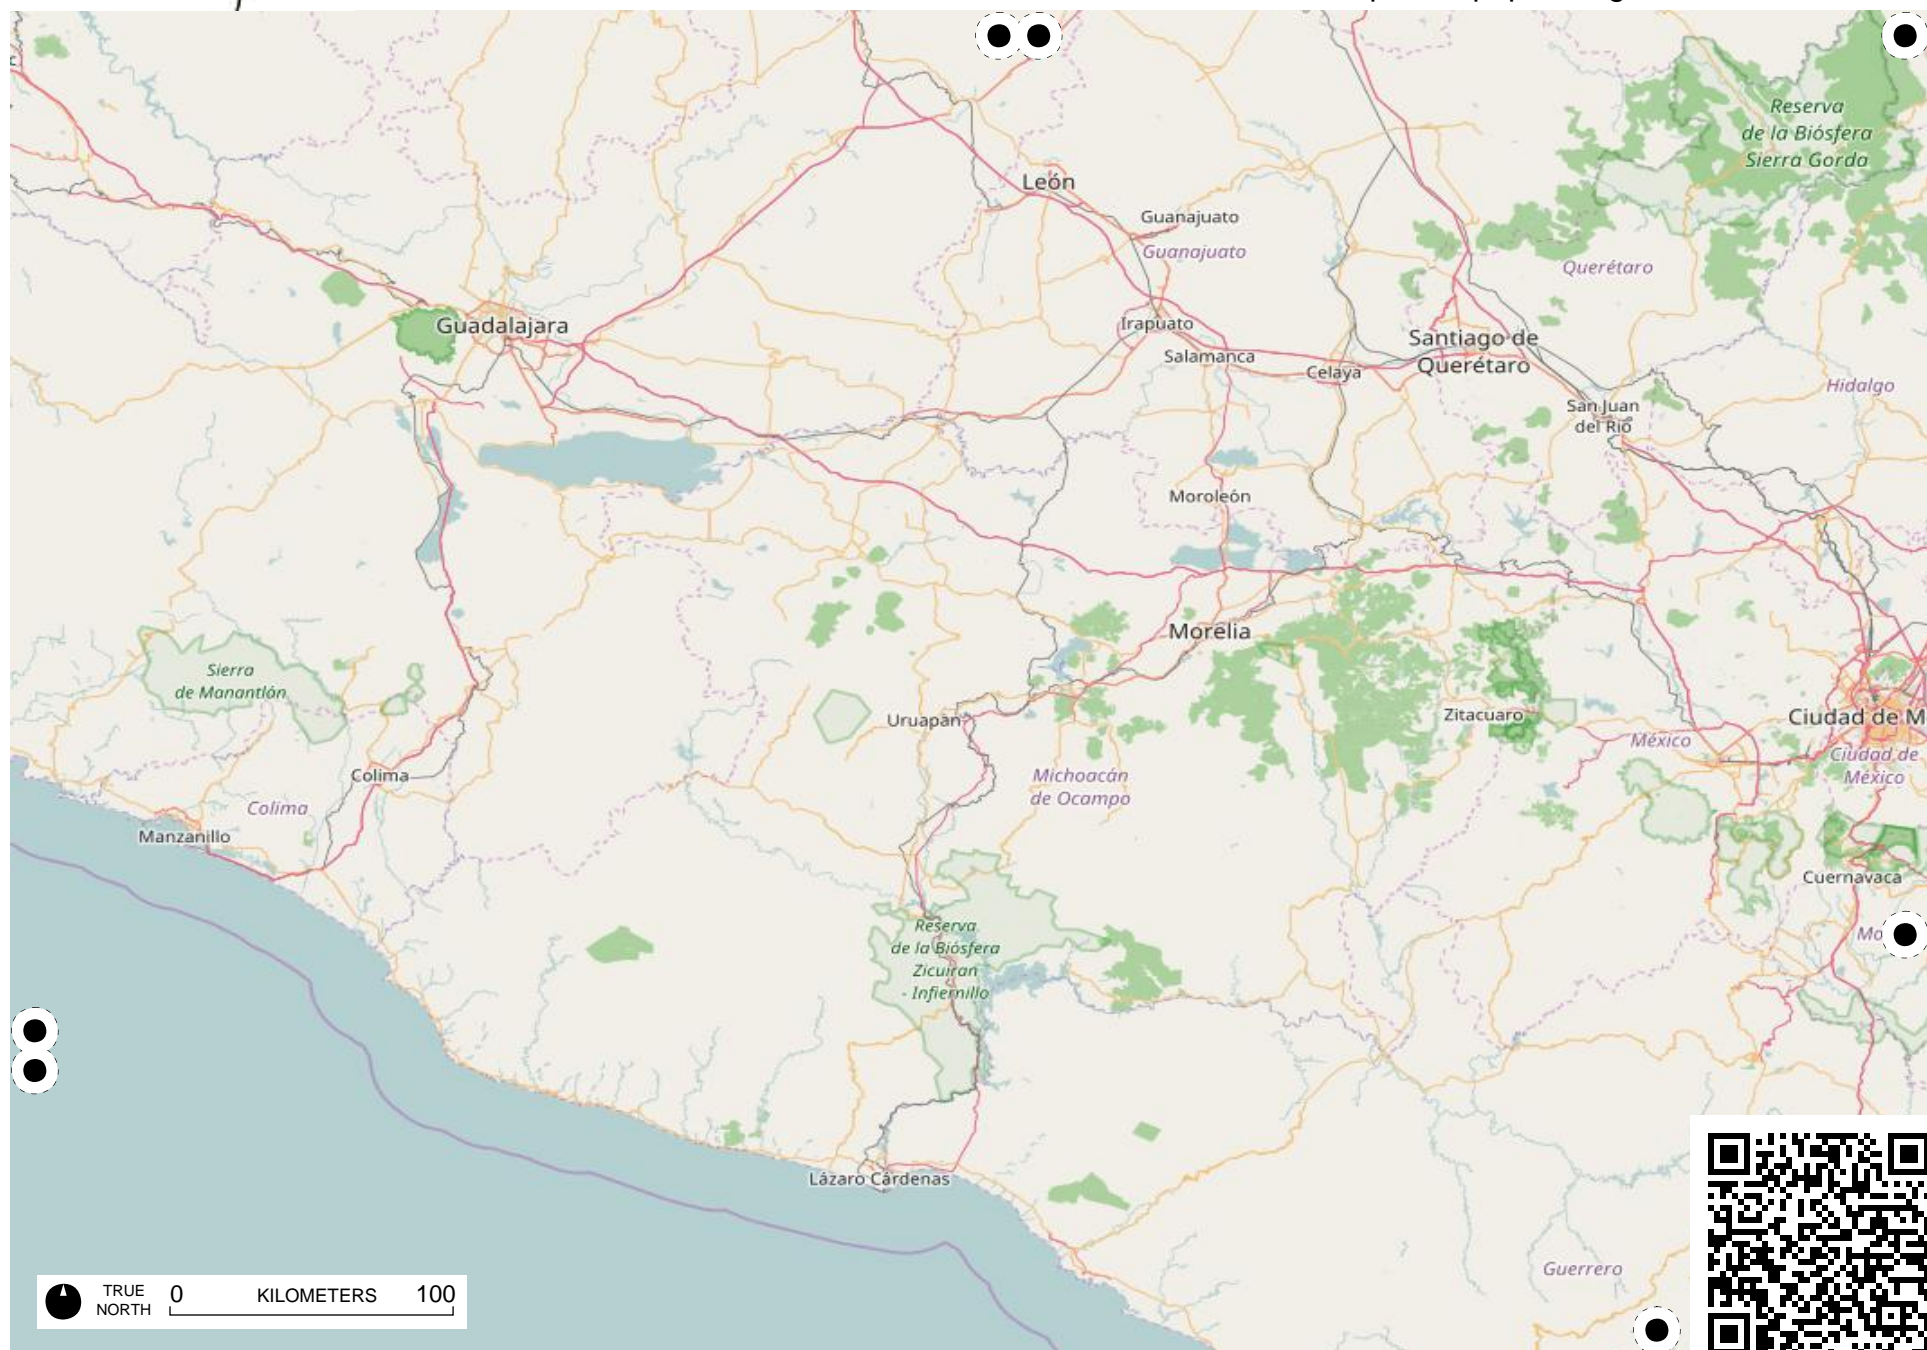 Reserva
de la Biósfera
Sierra Gorda
León
Guanajuato
Guanajuato
Querétaro
Guadalajara
Irapuato
Santiago de
Querétaro
Salamanca
Celaya
Hidalgo
San Juan
del Río
Moroleón
Morelia
Sierra
de Manantlán
Uruapan
Zitacuaro
Ciudad de M
México
Ciudad de
México
Colima
Michoacán
de Ocampo
Colima
Manzanillo
Cuernavaca
Reserva
de la Biósfera
Zicuiran
- Infiernillo
Mo
Lázaro Cárdenas
Guerrero
TRUE
NORTH
0 KILOMETERS 100